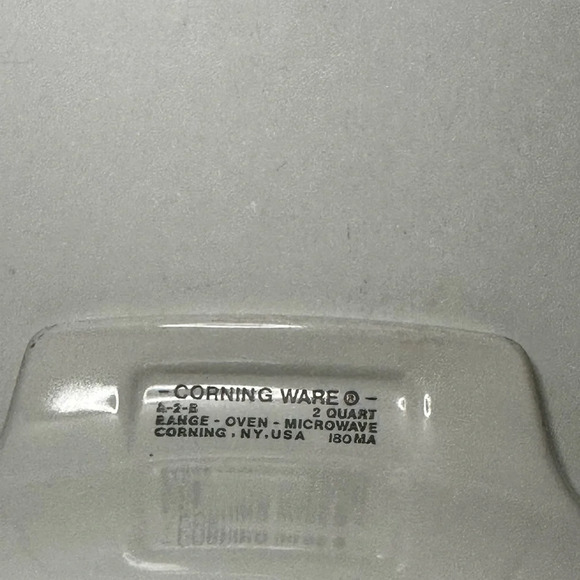 - CORNING WARE ® -
A-2-B 2 QUART
RANGE - OVEN - MICROWAVE
CORNING, NY, USA 180MA